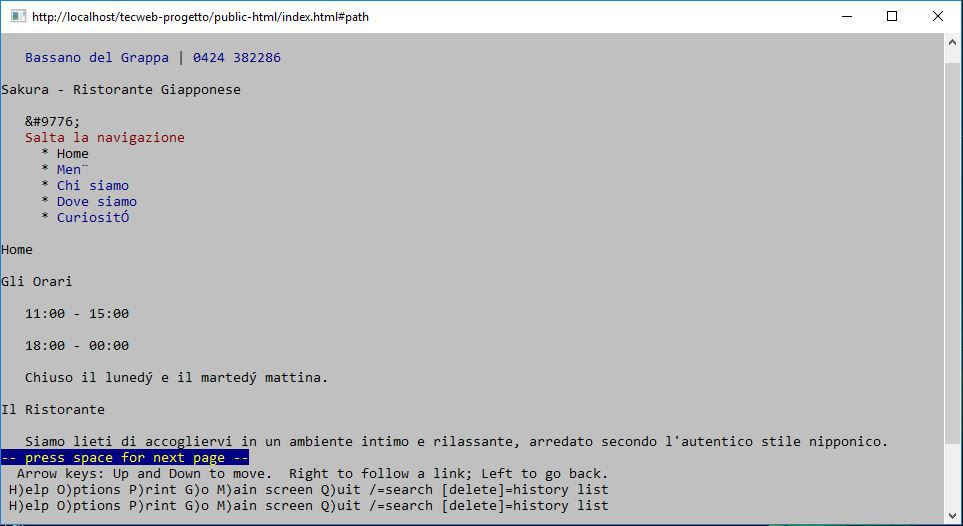 http://localhost/tecweb-progetto/public-html/index.html#path
Bassano del Grappa | 0424 382286
Sakura - Ristorante Giapponese
&#9776;
Salta la navigazione
* Home
* Men¨
* Chi siamo
* Dove siamo
* CuriositÓ
Home
Gli Orari
11:00 - 15:00
18:00 - 00:00
Chiuso il lunedý e il martedý mattina.
Il Ristorante
Siamo lieti di accogliervi in un ambiente intimo e rilassante, arredato secondo l'autentico stile nipponico.
-- press space for next page --
Arrow keys: Up and Down to move.  Right to follow a link; Left to go back.
H)elp O)ptions P)rint G)o M)ain screen Q)uit /=search [delete]=history list
H)elp O)ptions P)rint G)o M)ain screen Q)uit /=search [delete]=history list